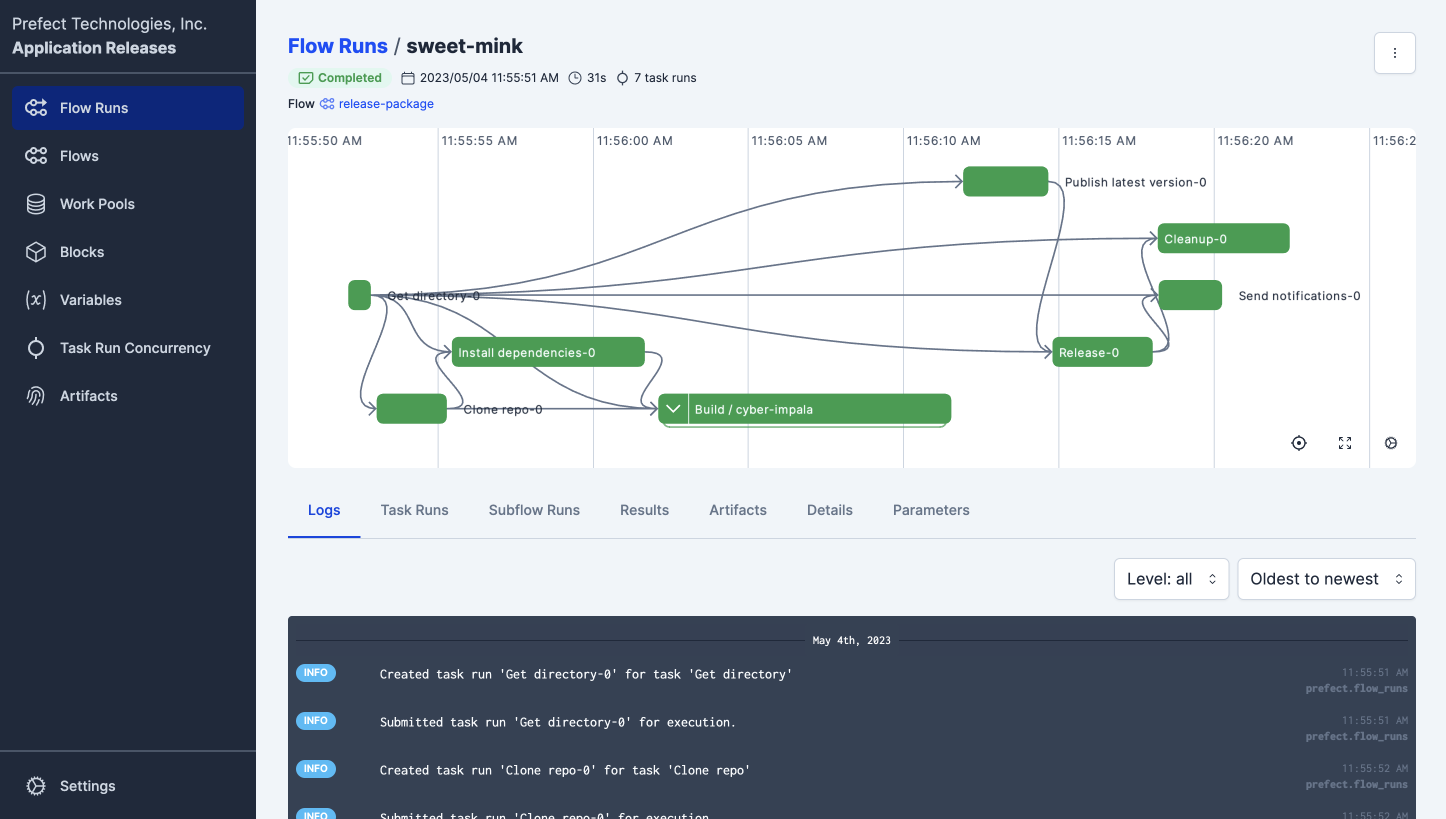 Prefect Technologies, Inc.
Application Releases
Flow Runs
Flows
Work Pools
Blocks
(x) Variables
Task Run Concurrency
Artifacts
Settings
Flow Runs / sweet-mink
Completed 2023/05/04 11:55:51 AM 31s 7 task runs
Flow release-package
11:55:50 AM 11:55:55 AM 11:56:00 AM 11:56:05 AM 11:56:10 AM 11:56:15 AM 11:56:20 AM 11:56:2
Publish latest version-0
Cleanup-0
Get directory-0
Send notifications-0
Install dependencies-0
Release-0
Clone repo-0
Build / cyber-impala
Logs Task Runs Subflow Runs Results Artifacts Details Parameters
Level: all Oldest to newest
May 4th, 2023
INFO Created task run 'Get directory-0' for task 'Get directory' 11:55:51 AM
prefect.flow_runs
INFO Submitted task run 'Get directory-0' for execution. 11:55:51 AM
prefect.flow_runs
INFO Created task run 'Clone repo-0' for task 'Clone repo' 11:55:52 AM
prefect.flow_runs
INFO Submitted task run 'Clone repo-0' for execution. 11:55:52 AM